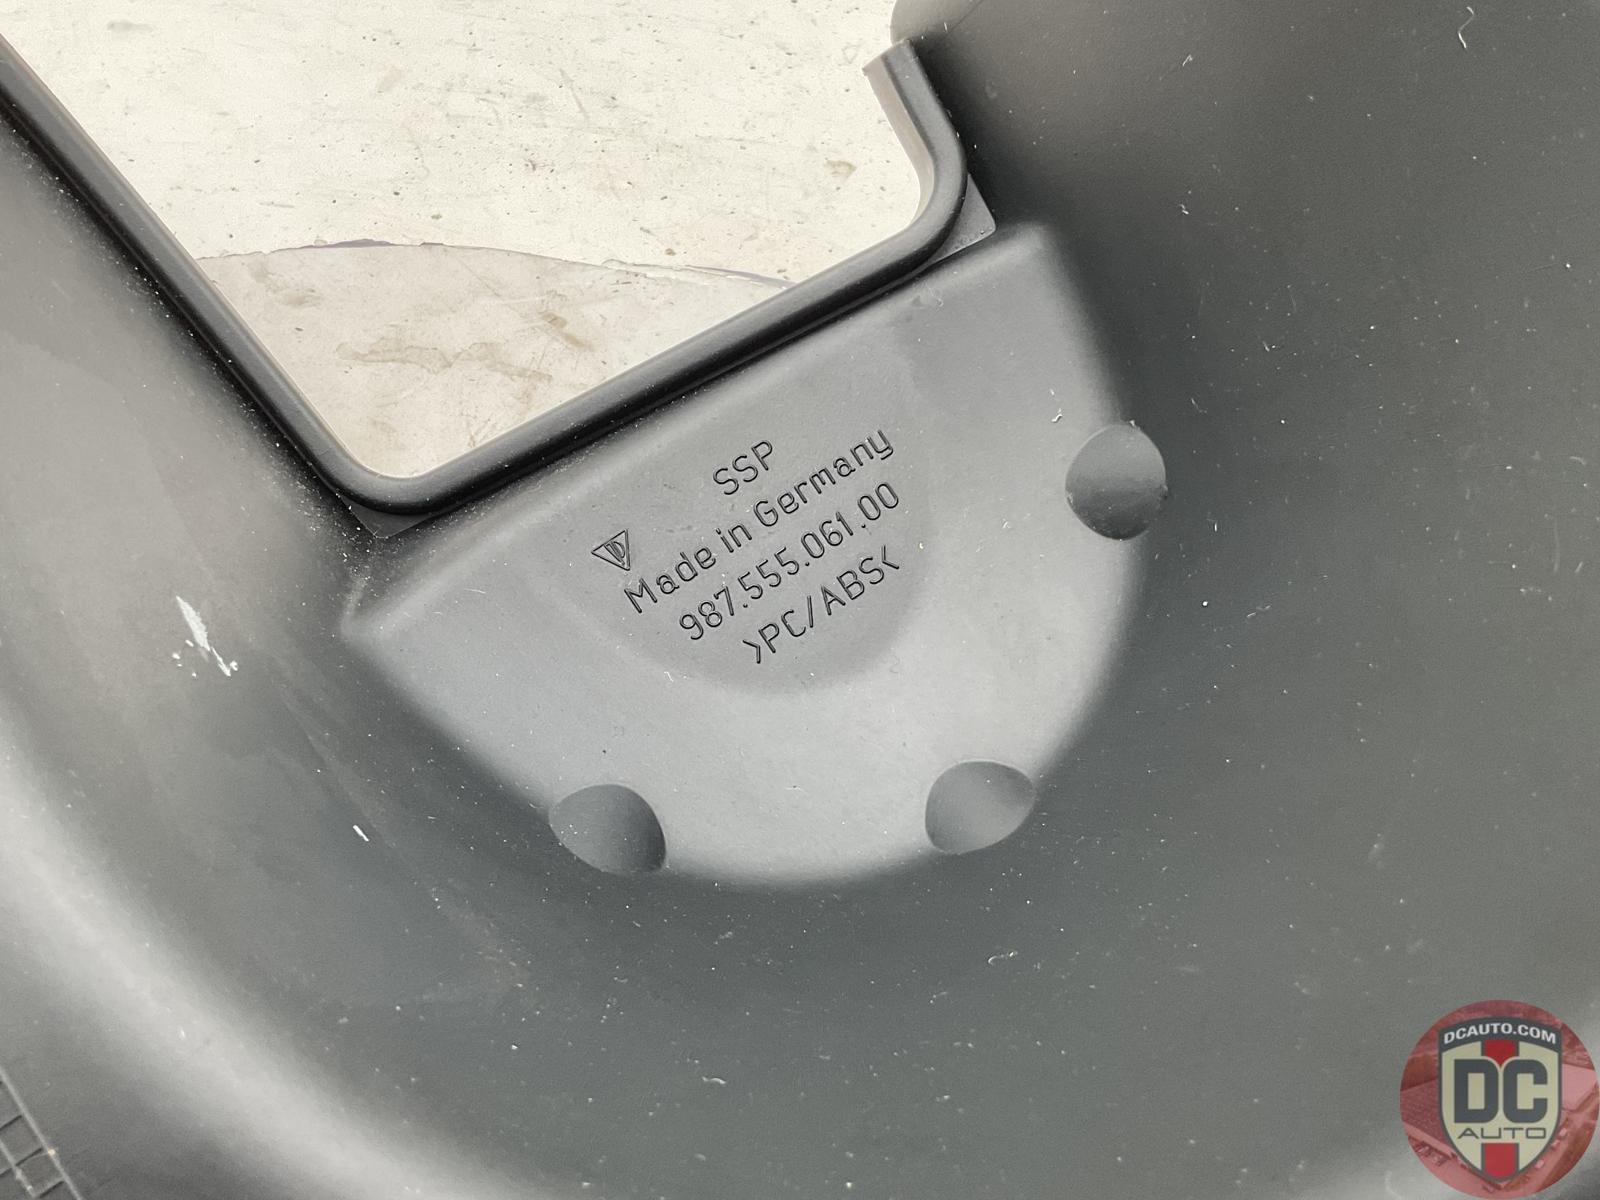 SSP
Made in Germany
987.555.061.00
>PC/ABS<
DCAUTO.COM
DC
AUTO